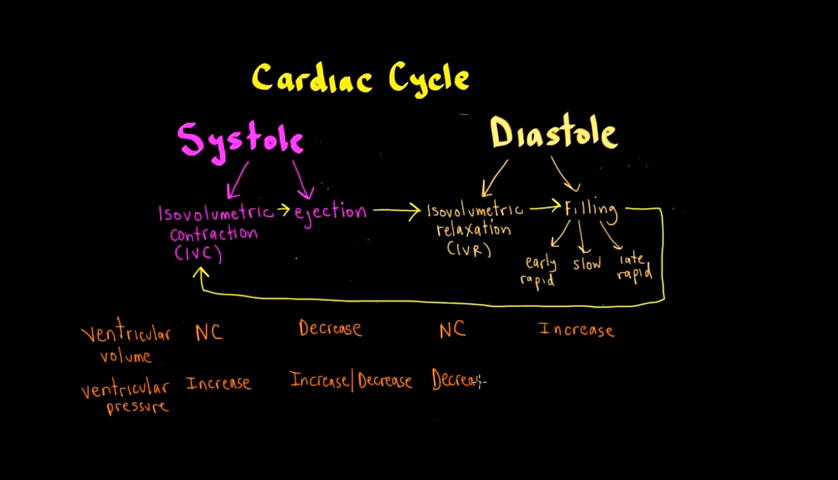 Cardiac Cycle
Systole
Diastole
Isovolumetric
contraction
(IVC)
ejection
Isovolumetric
relaxation
(IVR)
Filling
early
rapid
slow
late
rapid
ventricular
volume
NC
Decrease
NC
Increase
ventricular
pressure
Increase
Increase/Decrease
Decreas